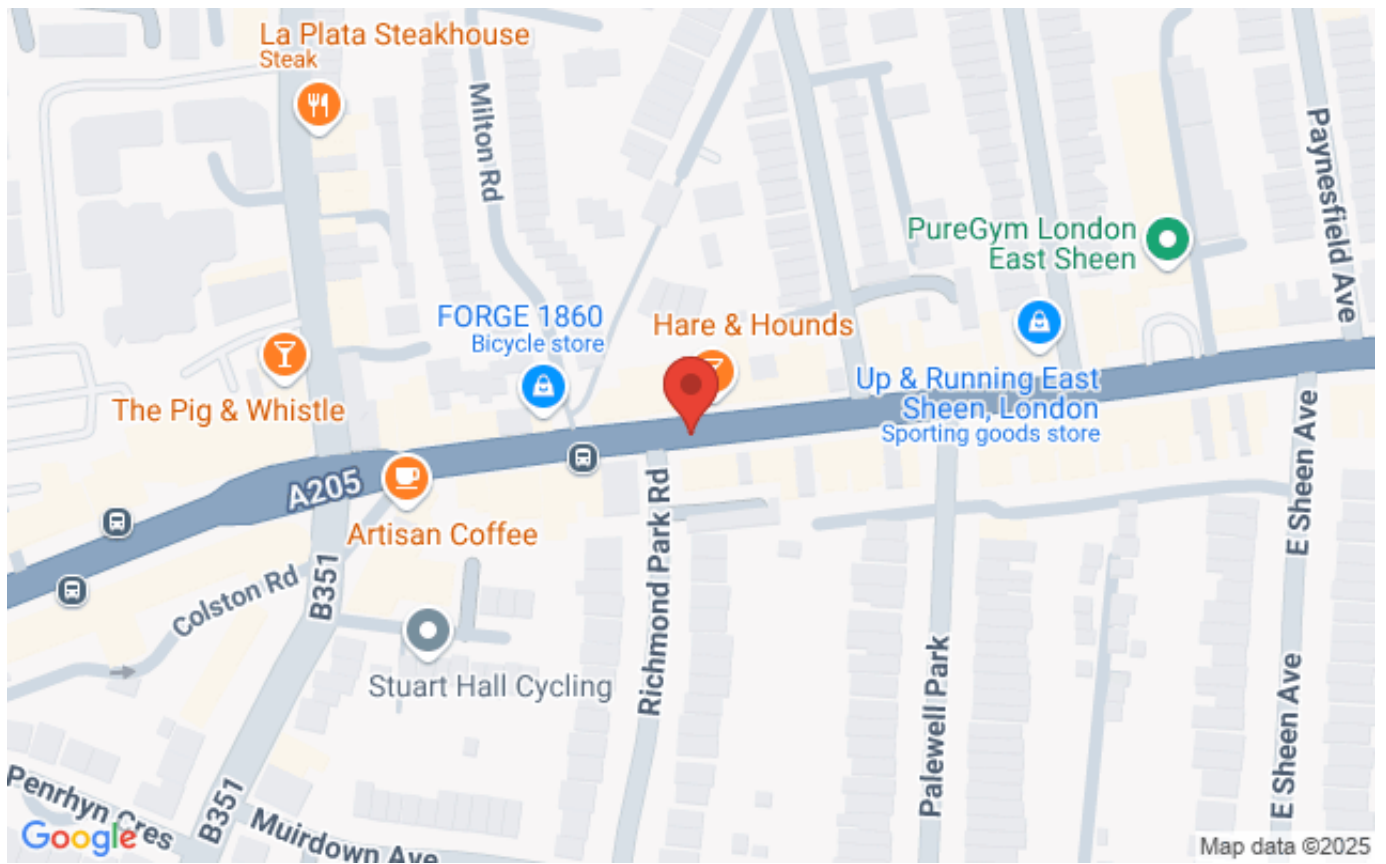 La Plata Steakhouse
Steak
Milton Rd
Paynesfield Ave
PureGym London
East Sheen
FORGE 1860
Bicycle store
Hare & Hounds
The Pig & Whistle
Up & Running East
Sheen, London
Sporting goods store
A205
Artisan Coffee
E Sheen Ave
Richmond Park Rd
Colston Rd
B351
Stuart Hall Cycling
Palewell Park
E Sheen Ave
Penrhyn Cres
B351
Muirdown Ave
Google
Map data ©2025